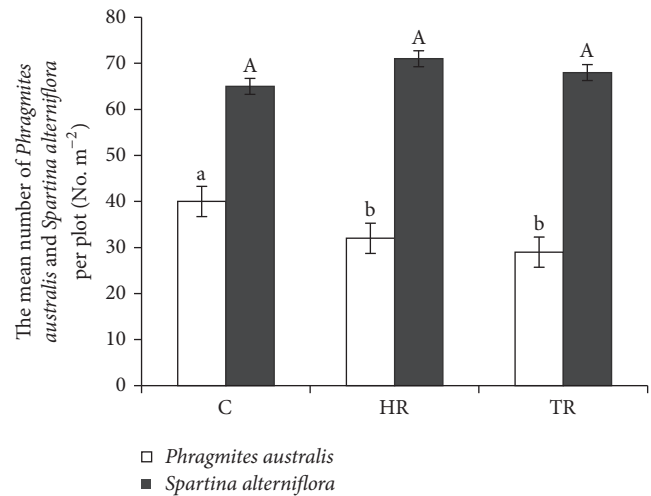 The mean number of Phragmites
australis and Spartina alterniflora
per plot (No. m⁻²)
80
70
60
50
40
30
20
10
0
a
A
b
A
b
A
C
HR
TR
Phragmites australis
Spartina alterniflora